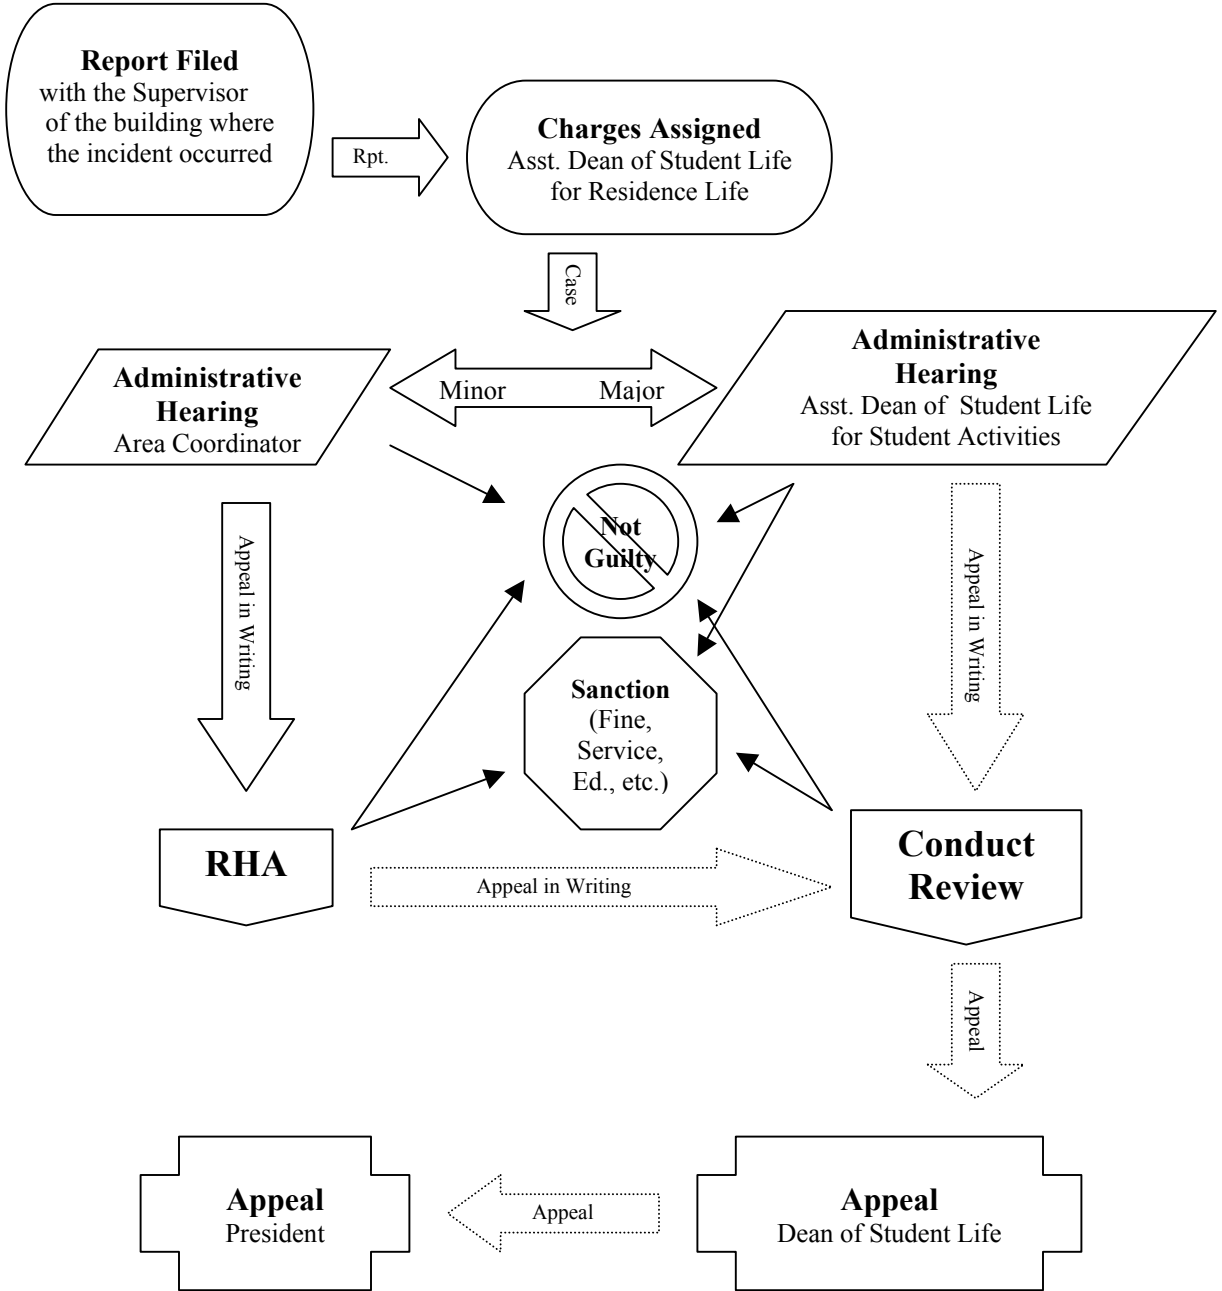 Report Filed
with the Supervisor
of the building where
the incident occurred
Rpt.
Charges Assigned
Asst. Dean of Student Life
for Residence Life
Case
Administrative
Hearing
Area Coordinator
Minor Major
Administrative
Hearing
Asst. Dean of Student Life
for Student Activities
Not
Guilty
Appeal in Writing
Appeal in Writing
Sanction
(Fine,
Service,
Ed., etc.)
RHA
Appeal in Writing
Conduct
Review
Appeal
Appeal
President
Appeal
Appeal
Dean of Student Life